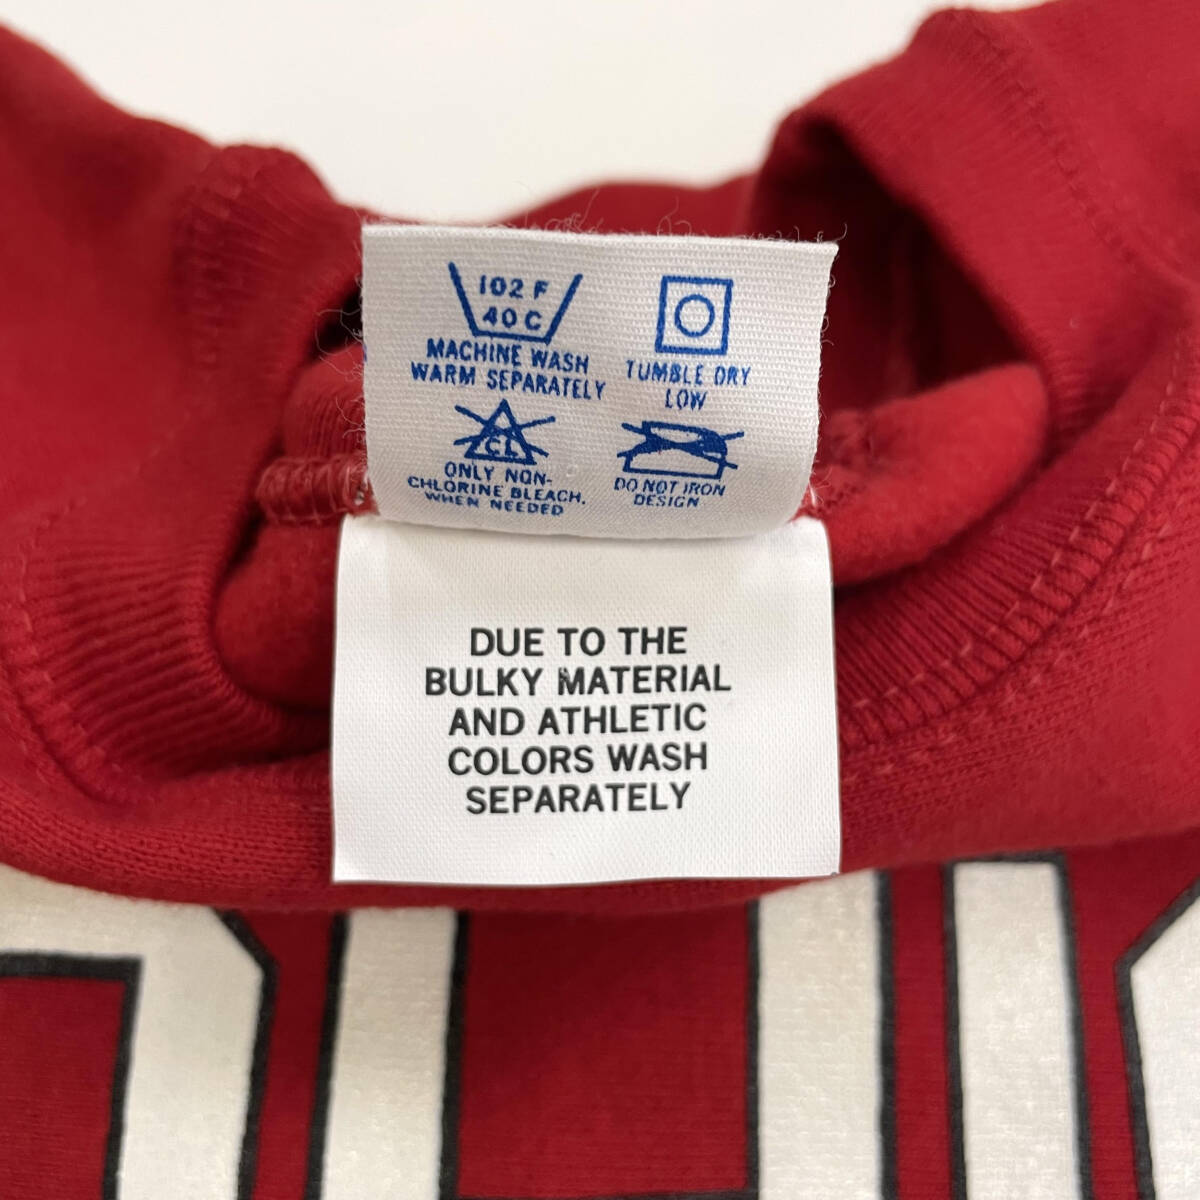 102 F
40 C
MACHINE WASH
WARM SEPARATELY
TUMBLE DRY
LOW
CL
ONLY NON-
CHLORINE BLEACH.
WHEN NEEDED
DO NOT IRON
DESIGN
DUE TO THE
BULKY MATERIAL
AND ATHLETIC
COLORS WASH
SEPARATELY